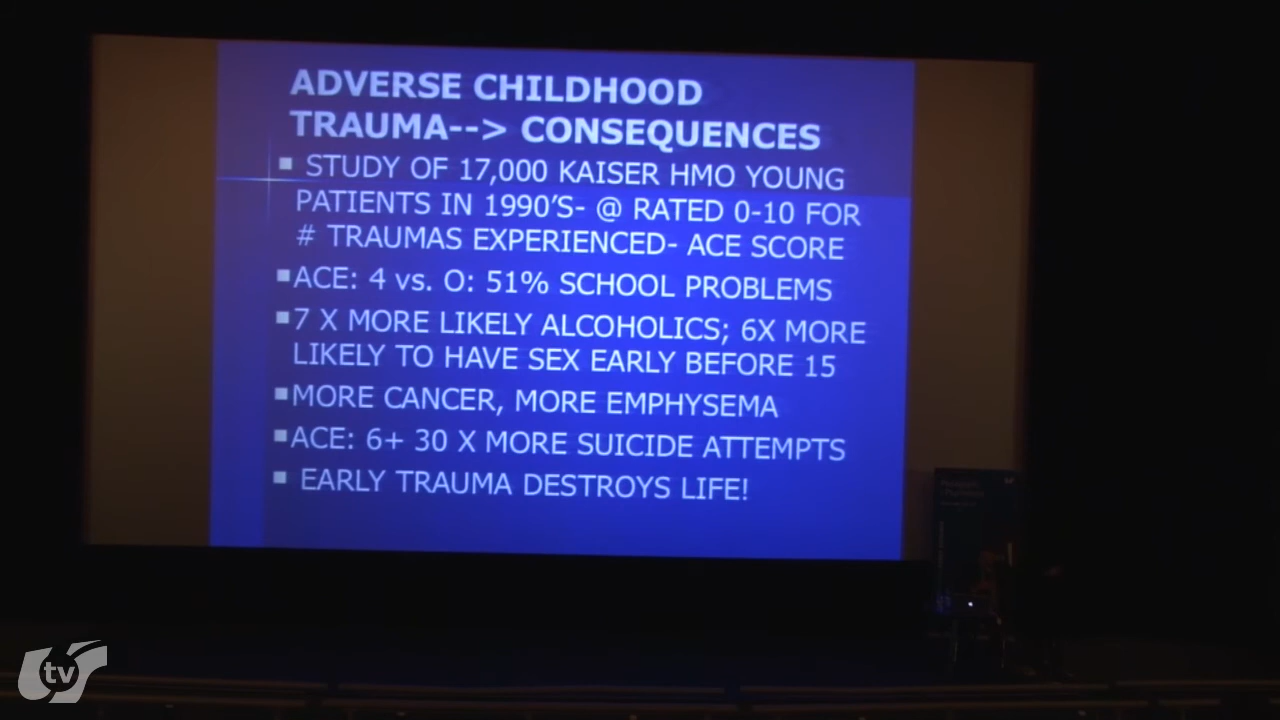 ADVERSE CHILDHOOD
TRAUMA--> CONSEQUENCES
▪ STUDY OF 17,000 KAISER HMO YOUNG
PATIENTS IN 1990'S- @ RATED 0-10 FOR
# TRAUMAS EXPERIENCED- ACE SCORE
▪ACE: 4 vs. O: 51% SCHOOL PROBLEMS
▪7 X MORE LIKELY ALCOHOLICS; 6X MORE
LIKELY TO HAVE SEX EARLY BEFORE 15
▪MORE CANCER, MORE EMPHYSEMA
▪ACE: 6+ 30 X MORE SUICIDE ATTEMPTS
▪ EARLY TRAUMA DESTROYS LIFE!
tv